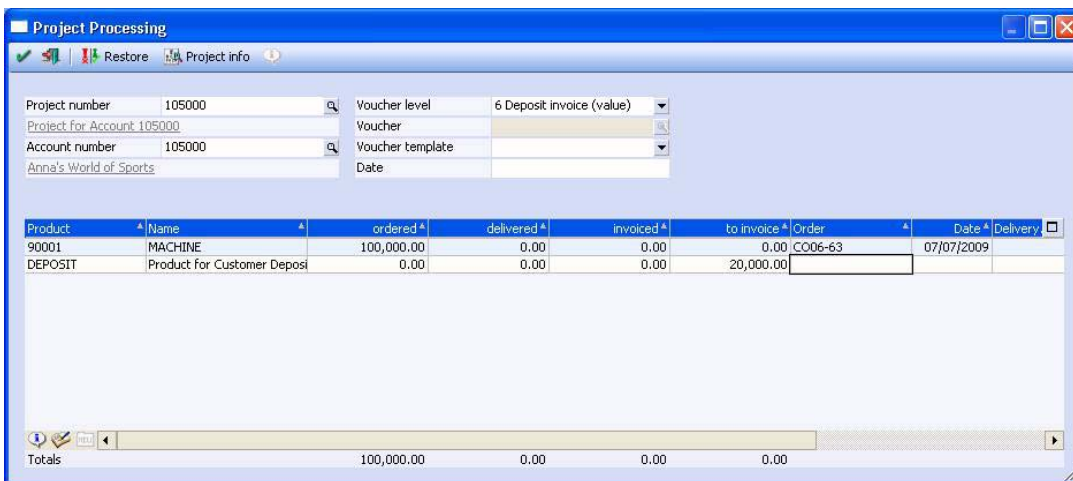 Project Processing
Restore Project info
Project number 105000 Voucher level 6 Deposit invoice (value)
Project for Account 105000 Voucher
Account number 105000 Voucher template
Anna's World of Sports Date
Product Name ordered delivered invoiced to invoice Order Date Delivery
90001 MACHINE 100,000.00 0.00 0.00 0.00 CO06-63 07/07/2009
DEPOSIT Product for Customer Deposi 0.00 0.00 0.00 20,000.00
Totals 100,000.00 0.00 0.00 0.00